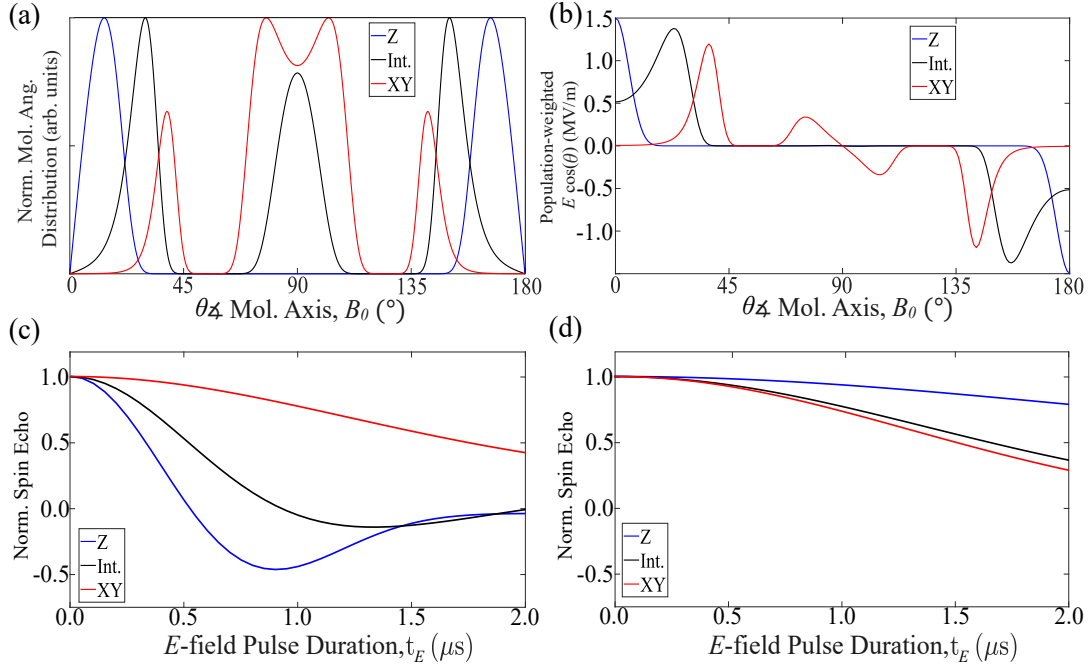 (a)
Norm. Mol. Ang.
Distribution (arb. units)
Z
Int.
XY
0
45
90
135
180
θ∡ Mol. Axis, B₀ (°)
(b)
Population-weighted
E cos(θ) (MV/m)
1.5
1.0
0.5
0.0
-0.5
-1.0
Z
Int.
XY
0
45
90
135
180
θ∡ Mol. Axis, B₀ (°)
(c)
Norm. Spin Echo
1.0
0.5
0.0
-0.5
Z
Int.
XY
0.0
0.5
1.0
1.5
2.0
E-field Pulse Duration,t_E (μs)
(d)
Norm. Spin Echo
1.0
0.5
0.0
-0.5
Z
Int.
XY
0.0
0.5
1.0
1.5
2.0
E-field Pulse Duration,t_E (μs)